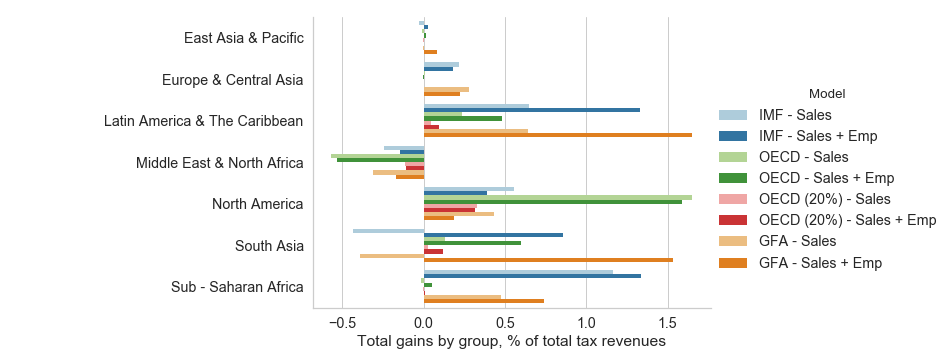 East Asia & Pacific
Europe & Central Asia
Latin America & The Caribbean
Middle East & North Africa
North America
South Asia
Sub - Saharan Africa
−0.5 0.0 0.5 1.0 1.5
Total gains by group, % of total tax revenues
Model
IMF - Sales
IMF - Sales + Emp
OECD - Sales
OECD - Sales + Emp
OECD (20%) - Sales
OECD (20%) - Sales + Emp
GFA - Sales
GFA - Sales + Emp